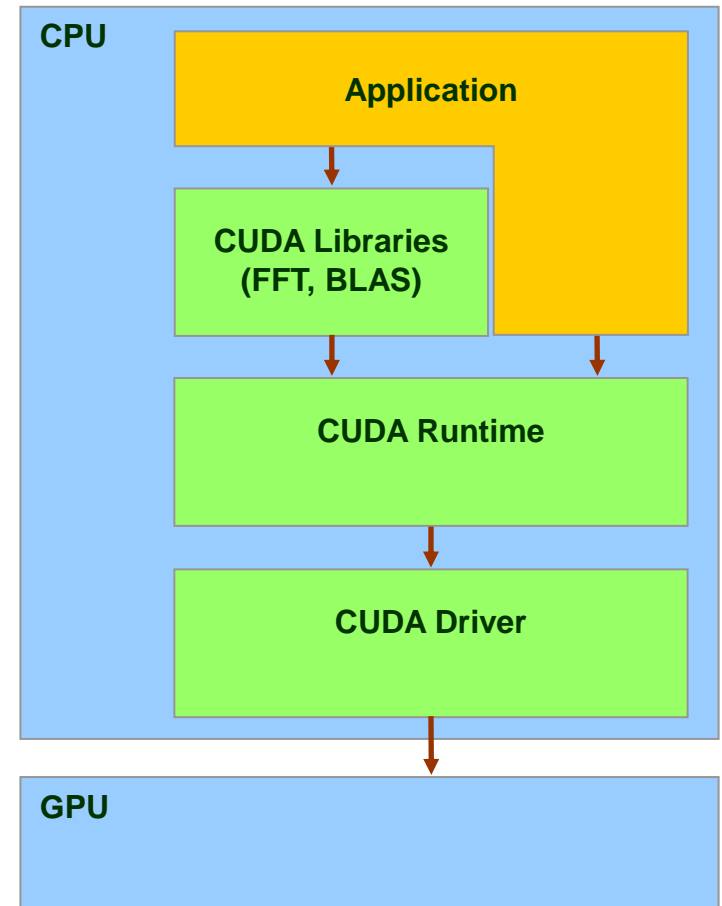 CPU
Application
CUDA Libraries
(FFT, BLAS)
CUDA Runtime
CUDA Driver
GPU